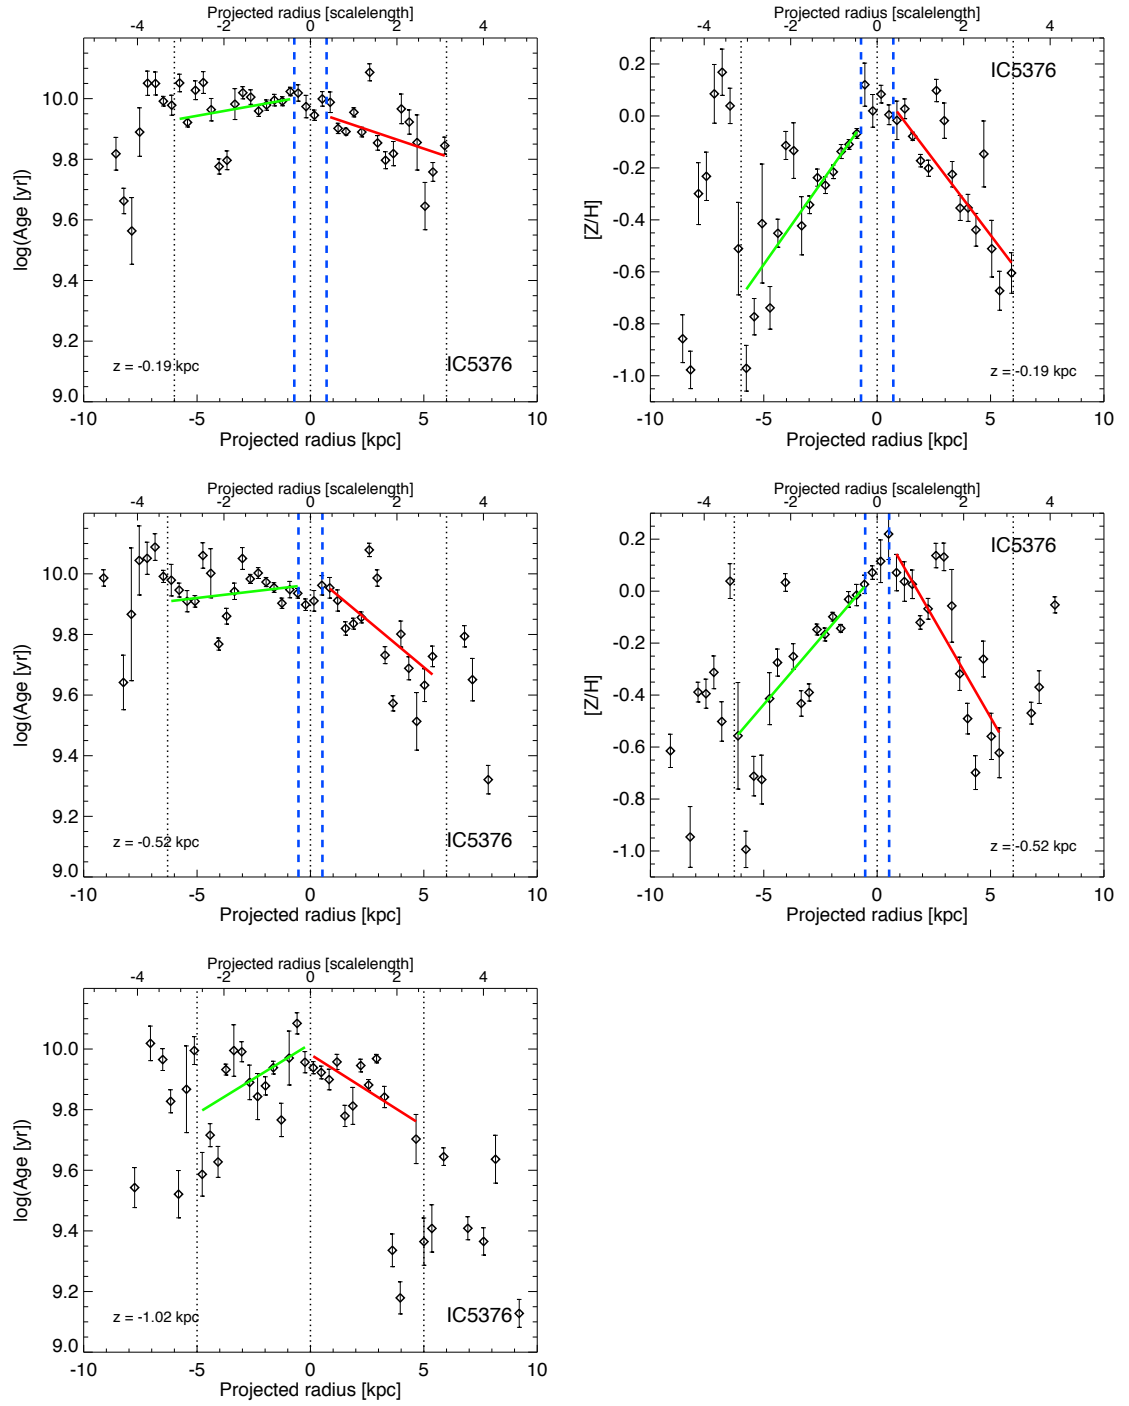 Projected radius [scalelength]
-4 -2 0 2 4
log(Age [yr])
10.0
9.8
9.6
9.4
9.2
9.0
z = -0.19 kpc
IC5376
-10 -5 0 5 10
Projected radius [kpc]
Projected radius [scalelength]
-4 -2 0 2 4
[Z/H]
0.2
0.0
-0.2
-0.4
-0.6
-0.8
-1.0
IC5376
z = -0.19 kpc
-10 -5 0 5 10
Projected radius [kpc]
Projected radius [scalelength]
-4 -2 0 2 4
log(Age [yr])
10.0
9.8
9.6
9.4
9.2
9.0
z = -0.52 kpc
IC5376
-10 -5 0 5 10
Projected radius [kpc]
Projected radius [scalelength]
-4 -2 0 2 4
[Z/H]
0.2
0.0
-0.2
-0.4
-0.6
-0.8
-1.0
IC5376
z = -0.52 kpc
-10 -5 0 5 10
Projected radius [kpc]
Projected radius [scalelength]
-4 -2 0 2 4
log(Age [yr])
10.0
9.8
9.6
9.4
9.2
9.0
z = -1.02 kpc
IC5376
-10 -5 0 5 10
Projected radius [kpc]